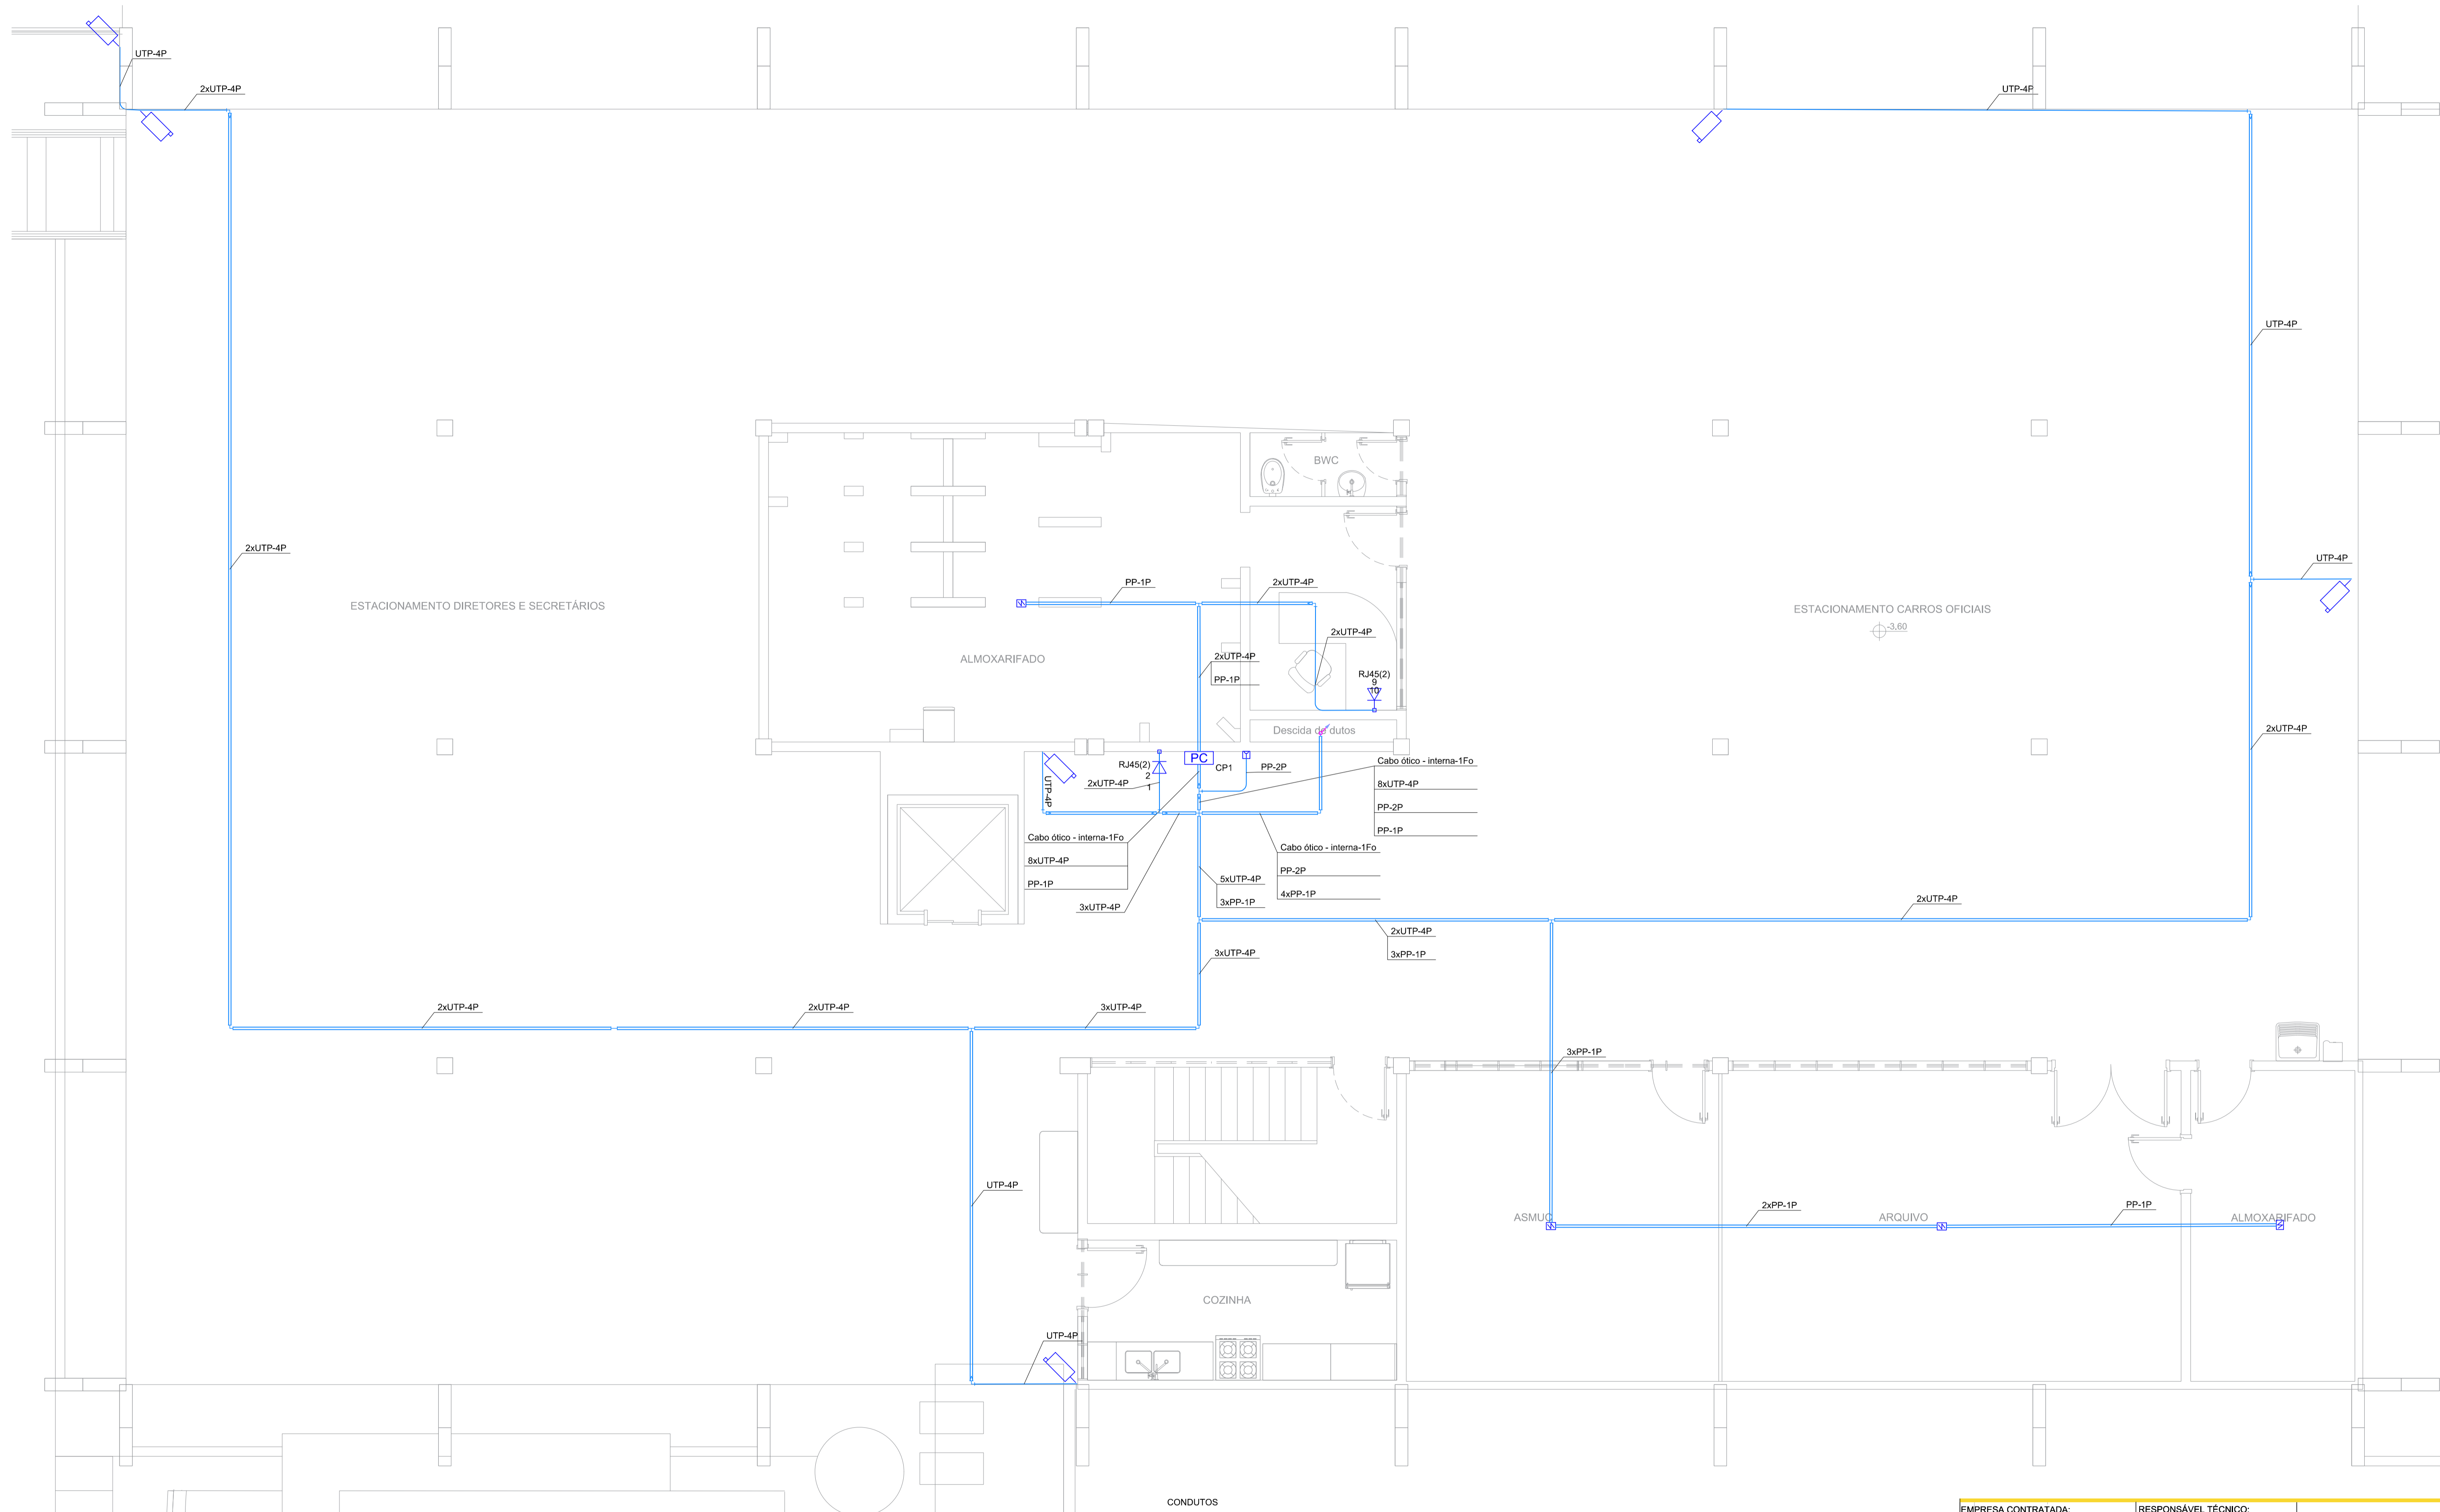 UTP-4P
2xUTP-4P
UTP-4P
UTP-4P
BWC
2xUTP-4P
UTP-4P
ESTACIONAMENTO DIRETORES E SECRETÁRIOS
PP-1P
2xUTP-4P
ESTACIONAMENTO CARROS OFICIAIS
-3,60
2xUTP-4P
ALMOXARIFADO
2xUTP-4P
PP-1P
RJ45(2)
9
10
Descida de dutos
2xUTP-4P
RJ45(2)
2
1
2xUTP-4P
PC
CP1
PP-2P
UTP-4P
Cabo ótico - interna-1Fo
8xUTP-4P
PP-2P
PP-1P
Cabo ótico - interna-1Fo
8xUTP-4P
PP-1P
3xUTP-4P
Cabo ótico - interna-1Fo
PP-2P
4xPP-1P
5xUTP-4P
3xPP-1P
2xUTP-4P
2xUTP-4P
3xPP-1P
3xUTP-4P
2xUTP-4P
2xUTP-4P
3xUTP-4P
3xPP-1P
UTP-4P
2xPP-1P
PP-1P
ASMUC
ARQUIVO
ALMOXARIFADO
COZINHA
UTP-4P
CONDUTOS
EMPRESA CONTRATADA:
RESPONSÁVEL TÉCNICO: